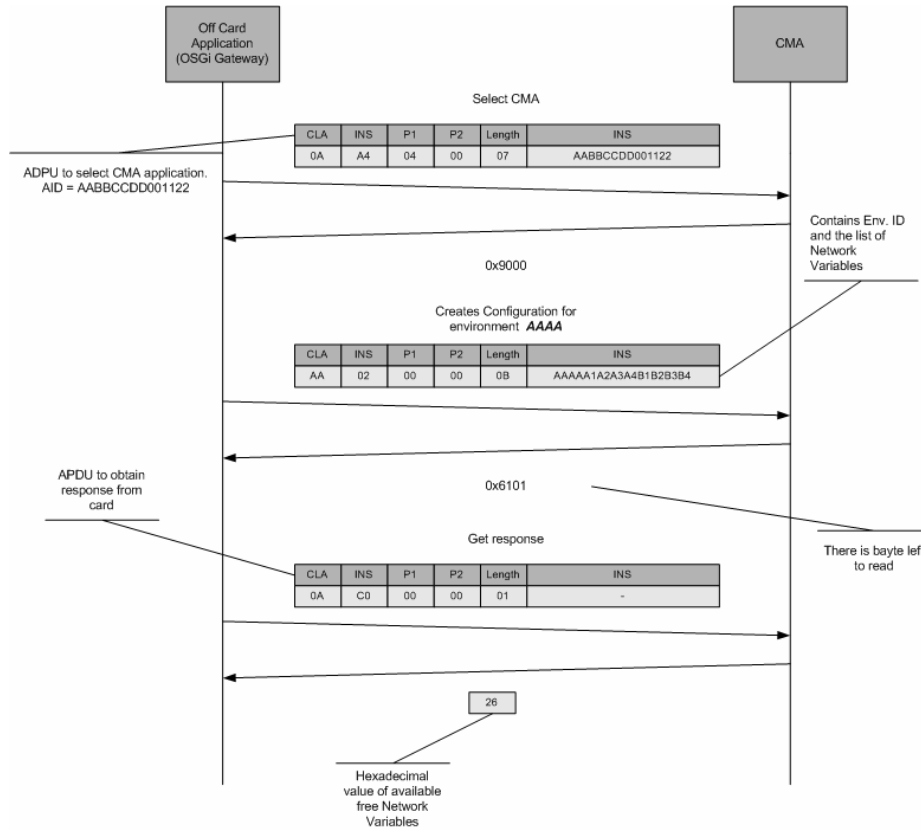 Off Card
Application
(OSGi Gateway)
CMA
Select CMA
CLA INS P1 P2 Length INS
0A A4 04 00 07 AABBCCDD001122
ADPU to select CMA application.
AID = AABBCCDD001122
Contains Env. ID
and the list of
Network
Variables
0x9000
Creates Configuration for
environment AAAA
CLA INS P1 P2 Length INS
AA 02 00 00 0B AAAAA1A2A3A4B1B2B3B4
APDU to obtain
response from
card
0x6101
There is bayte left
to read
Get response
CLA INS P1 P2 Length INS
0A C0 00 00 01 -
26
Hexadecimal
value of available
free Network
Variables